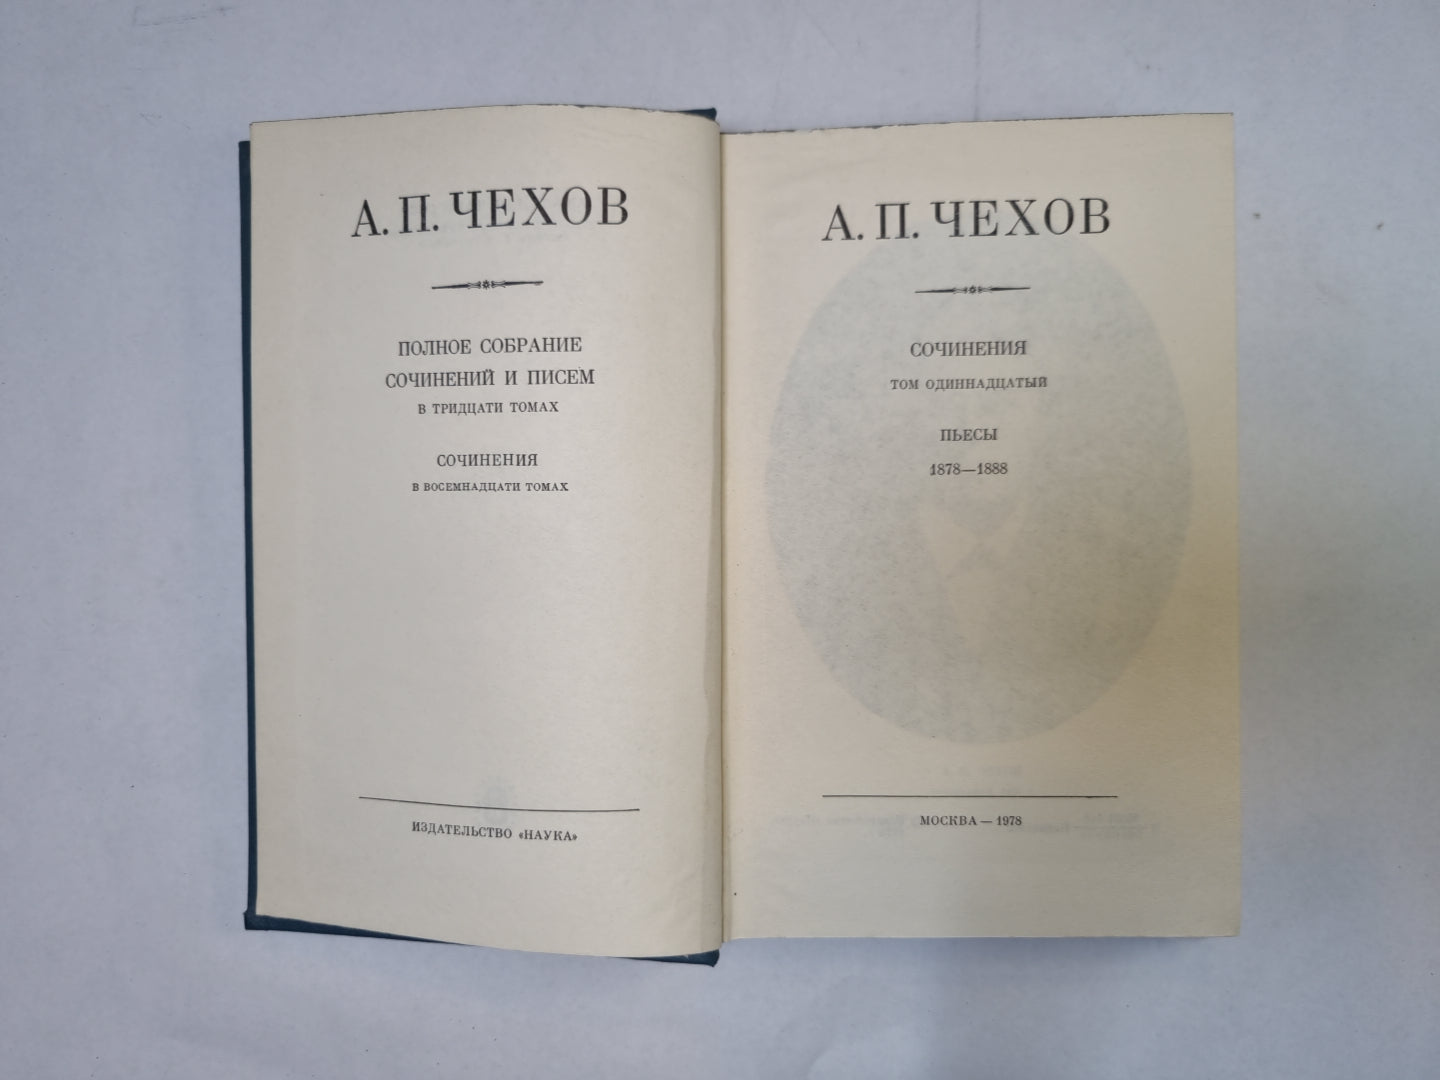 А. П. ЧЕХОВ
ПОЛНОЕ СОБРАНИЕ
СОЧИНЕНИЙ И ПИСЕМ
В ТРИДЦАТИ ТОМАХ
СОЧИНЕНИЯ
В ВОСЕМНАДЦАТИ ТОМАХ
ИЗДАТЕЛЬСТВО «НАУКА»
А. П. ЧЕХОВ
СОЧИНЕНИЯ
ТОМ ОДИННАДЦАТЫЙ
ПЬЕСЫ
1878—1888
МОСКВА — 1978